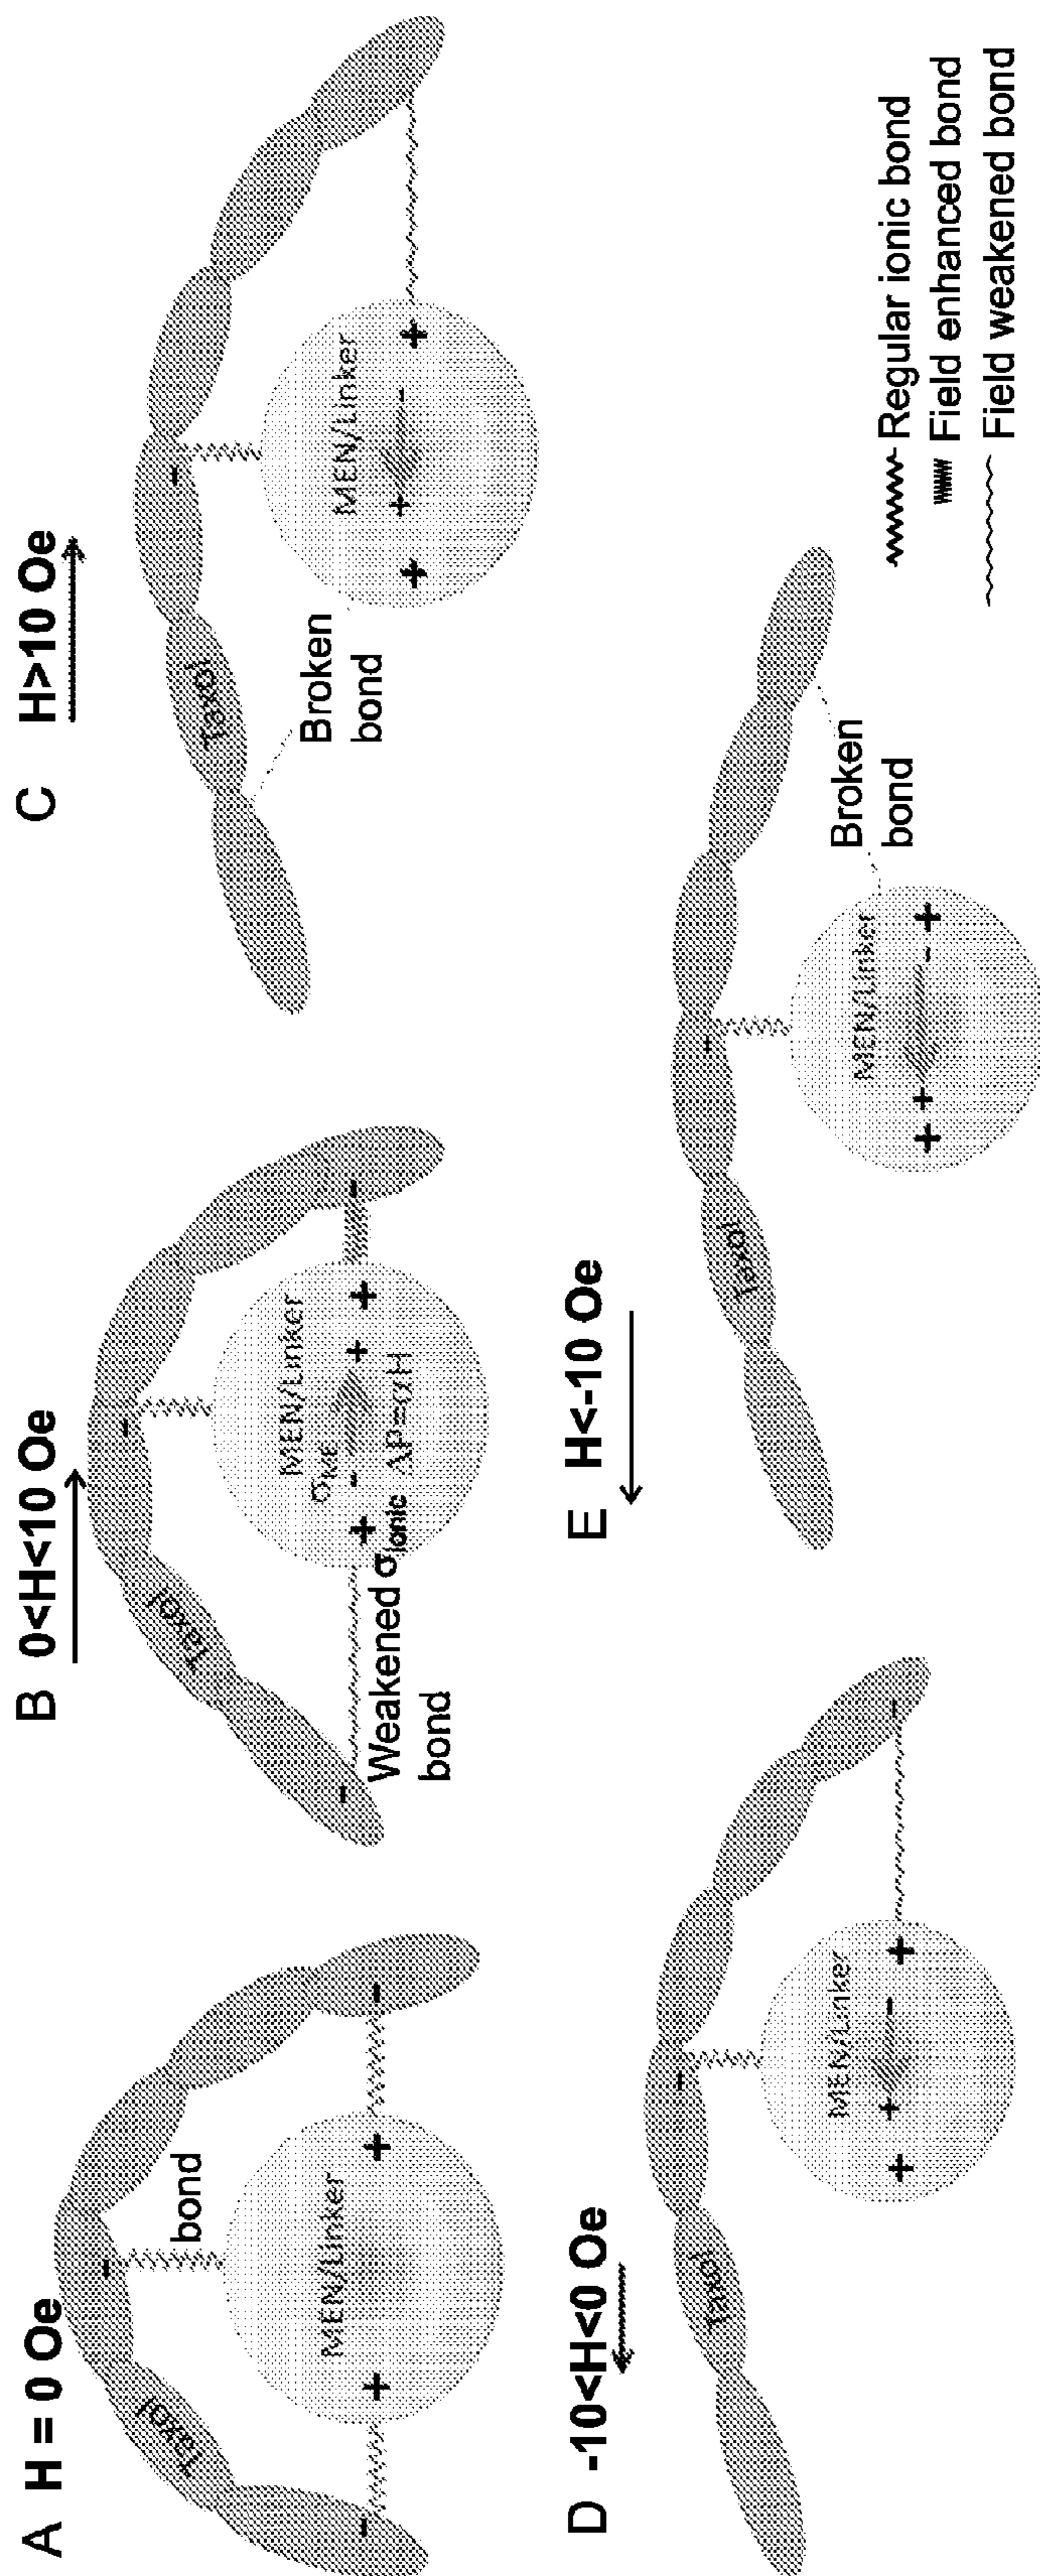 A H = 0 Oe
Taxol
bond
MEN/Linker
-
-
-
+
+
B 0<H<10 Oe
Taxol
MEN/Linker
σME
-
-
-
+
-
+
+
σionic ΔP=αH
Weakened
bond
C H>10 Oe
Taxol
-
MEN/Linker
+
+
-
+
Broken
bond
D -10<H<0 Oe
Taxol
-
-
MEN/Linker
+
+
-
+
E H<-10 Oe
Taxol
-
MEN/Linker
+
+
-
+
Broken
bond
Regular ionic bond
Field enhanced bond
Field weakened bond